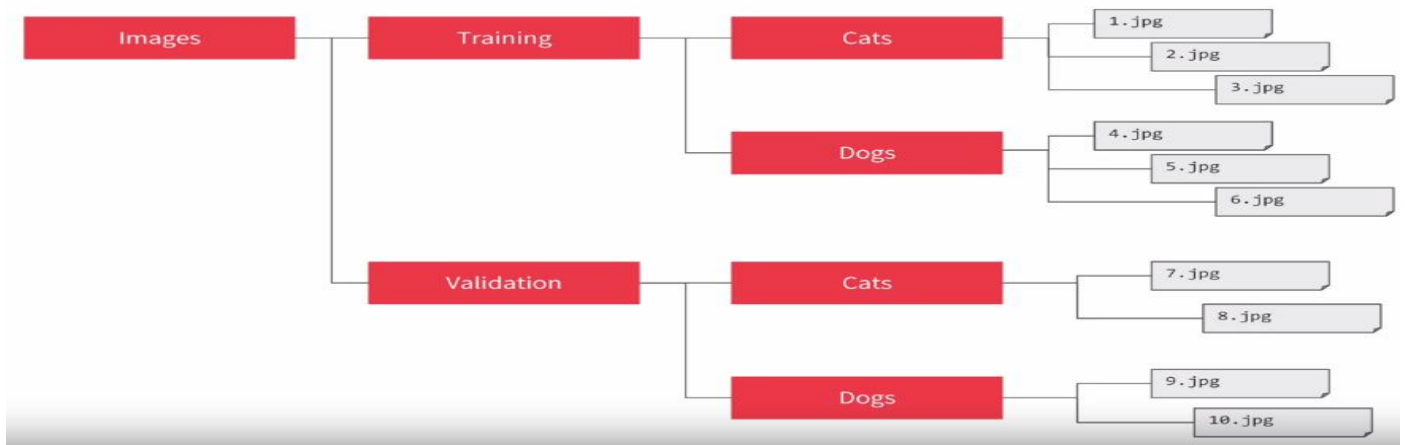 Images
Training
Cats
1.jpg
2.jpg
3.jpg
Dogs
4.jpg
5.jpg
6.jpg
Validation
Cats
7.jpg
8.jpg
Dogs
9.jpg
10.jpg